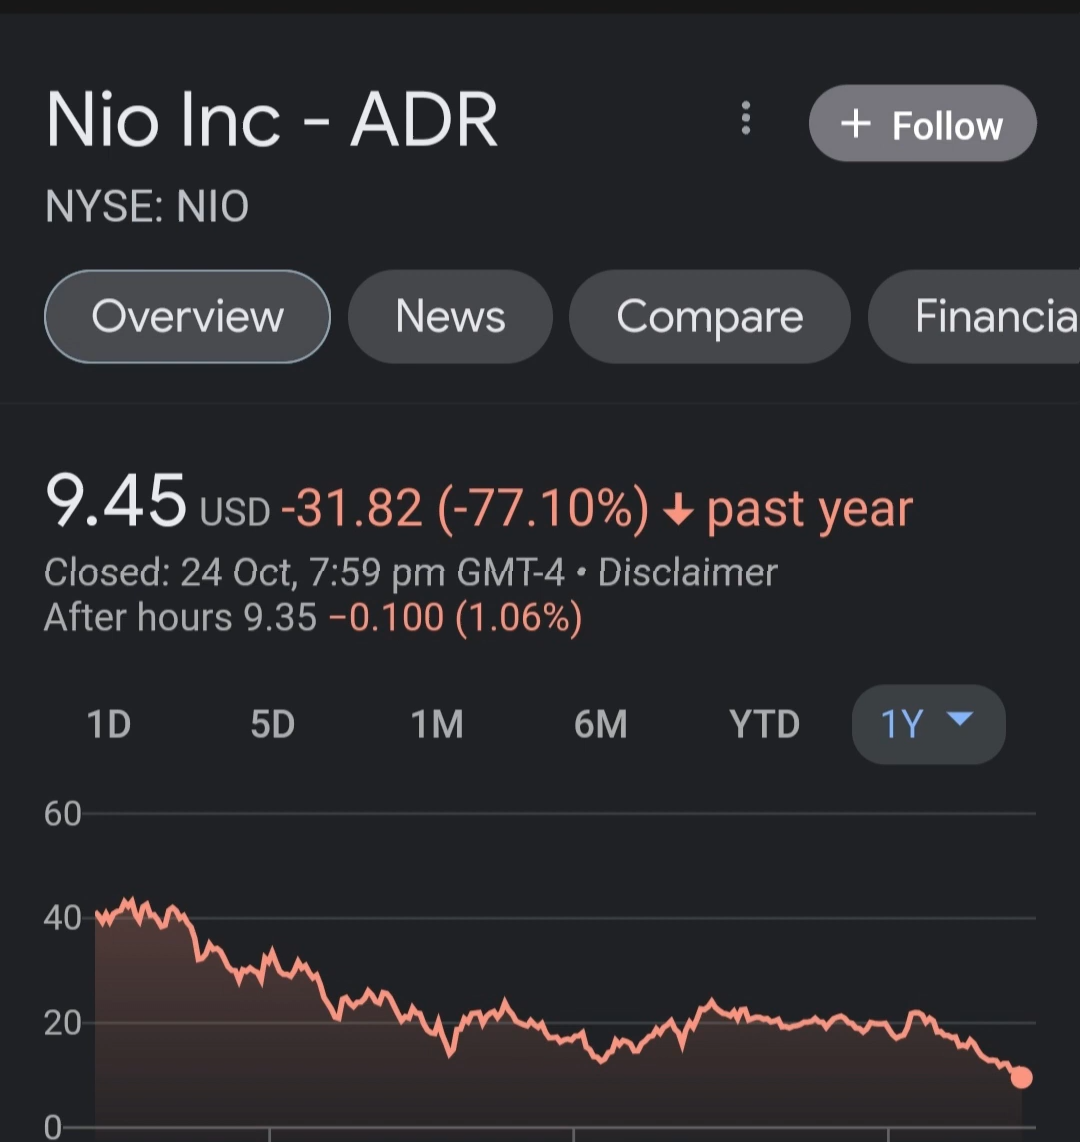 Nio Inc - ADR
+ Follow
NYSE: NIO
Overview
News
Compare
Financia
9.45 USD -31.82 (-77.10%) ↓ past year
Closed: 24 Oct, 7:59 pm GMT-4 • Disclaimer
After hours 9.35 −0.100 (1.06%)
1D
5D
1M
6M
YTD
1Y
60
40
20
0